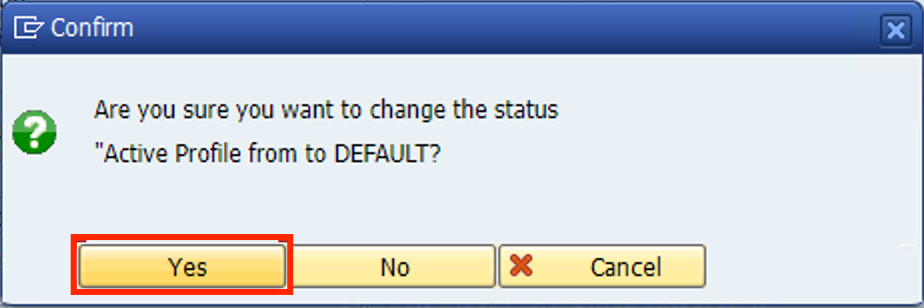 Confirm
Are you sure you want to change the status
"Active Profile from to DEFAULT?
Yes No Cancel